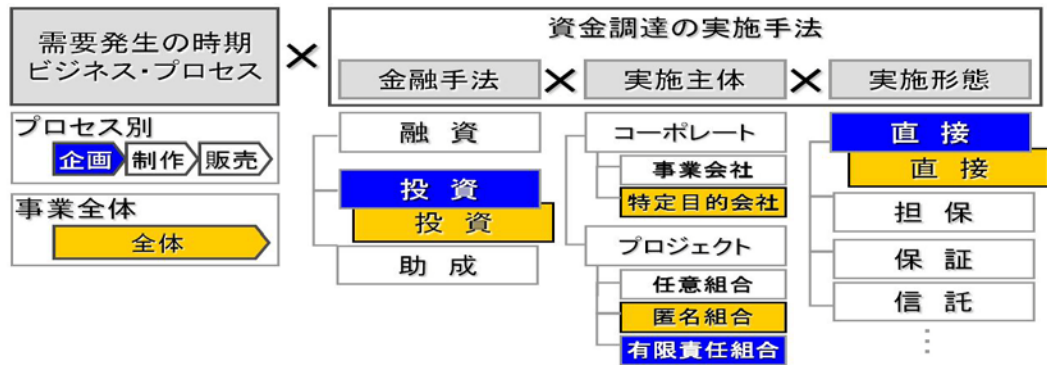 需要発生の時期
ビジネス・プロセス
×
資金調達の実施手法
金融手法
×
実施主体
×
実施形態
プロセス別
企画
制作
販売
事業全体
全体
融資
投資
投資
助成
コーポレート
事業会社
特定目的会社
プロジェクト
任意組合
匿名組合
有限責任組合
直接
直接
担保
保証
信託
⋮